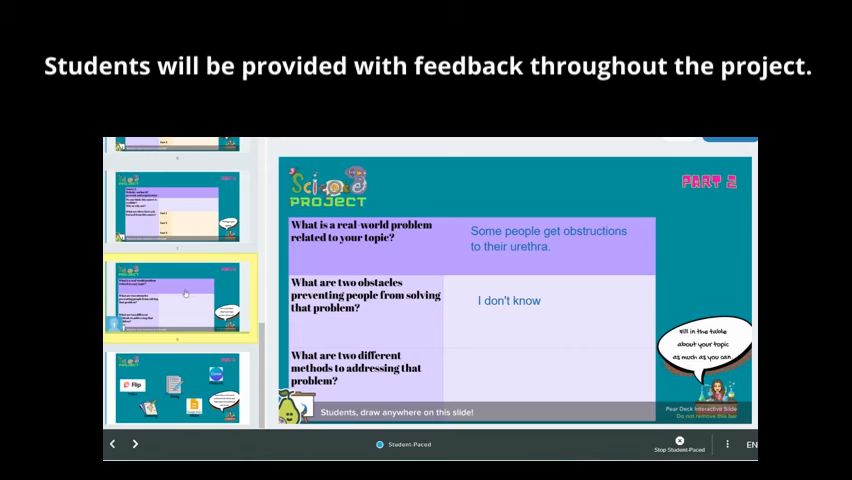 Students will be provided with feedback throughout the project.
Science
PROJECT
PART 2
What is a real-world problem
related to your topic?
Some people get obstructions
to their urethra.
What are two obstacles
preventing people from solving
that problem?
I don't know
What are two different
methods to addressing that
problem?
Fill in the table
about your topic
as much as you can.
Students, draw anywhere on this slide!
Pear Deck Interactive Slide
Do not remove this bar
Flip
Student-Paced
Stop Student-Paced
EN